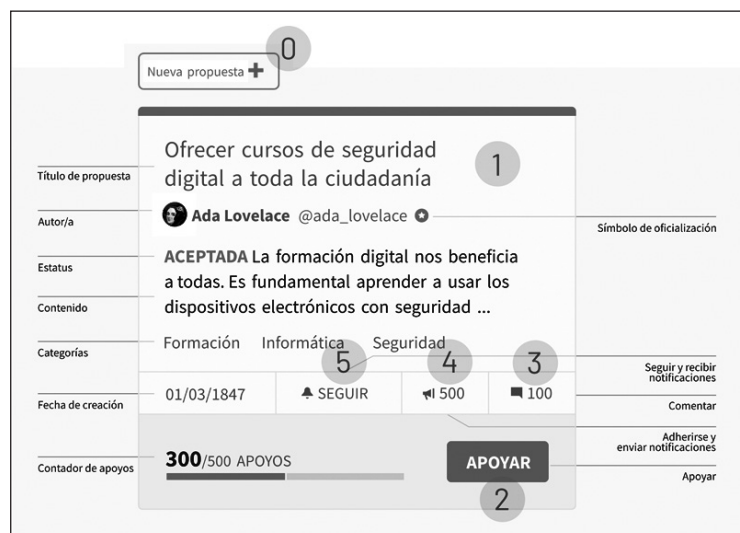 Nueva propuesta
0
Ofrecer cursos de seguridad
digital a toda la ciudadanía
1
Título de propuesta
Ada Lovelace @ada_lovelace
Autor/a
Símbolo de oficialización
ACEPTADA La formación digital nos beneficia
a todas. Es fundamental aprender a usar los
dispositivos electrónicos con seguridad ...
Estatus
Contenido
Formación Informática Seguridad
Categorías
5
4
3
Seguir y recibir
notificaciones
01/03/1847
SEGUIR
500
100
Fecha de creación
Comentar
Adherirse y
enviar notificaciones
300/500 APOYOS
APOYAR
Contador de apoyos
Apoyar
2